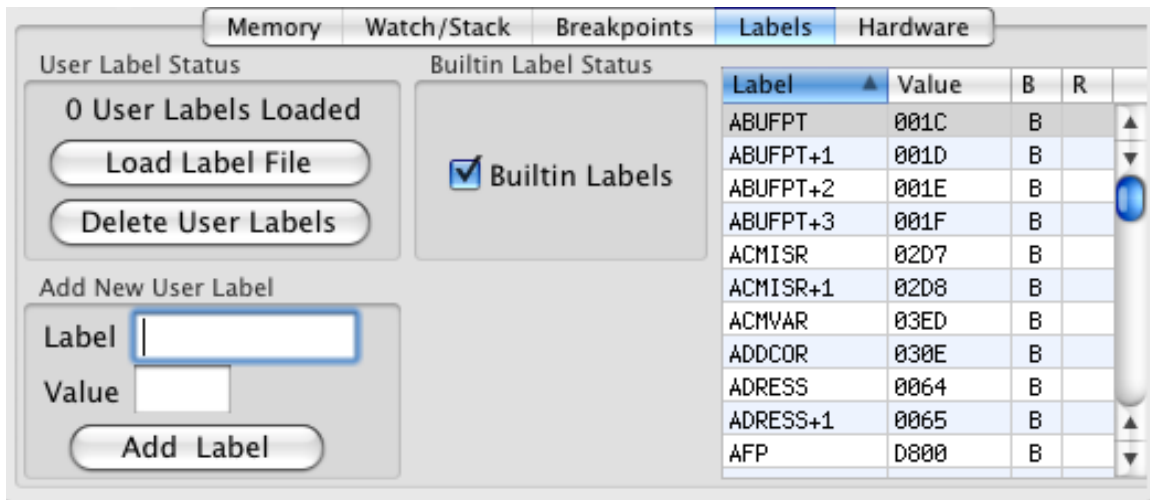 Memory Watch/Stack Breakpoints Labels Hardware
User Label Status
0 User Labels Loaded
Load Label File
Delete User Labels
Builtin Label Status
Builtin Labels
Add New User Label
Label
Value
Add Label
Label Value B R
ABUFPT 001C B
ABUFPT+1 001D B
ABUFPT+2 001E B
ABUFPT+3 001F B
ACMISR 02D7 B
ACMISR+1 02D8 B
ACMVAR 03ED B
ADDCOR 030E B
ADRESS 0064 B
ADRESS+1 0065 B
AFP D800 B